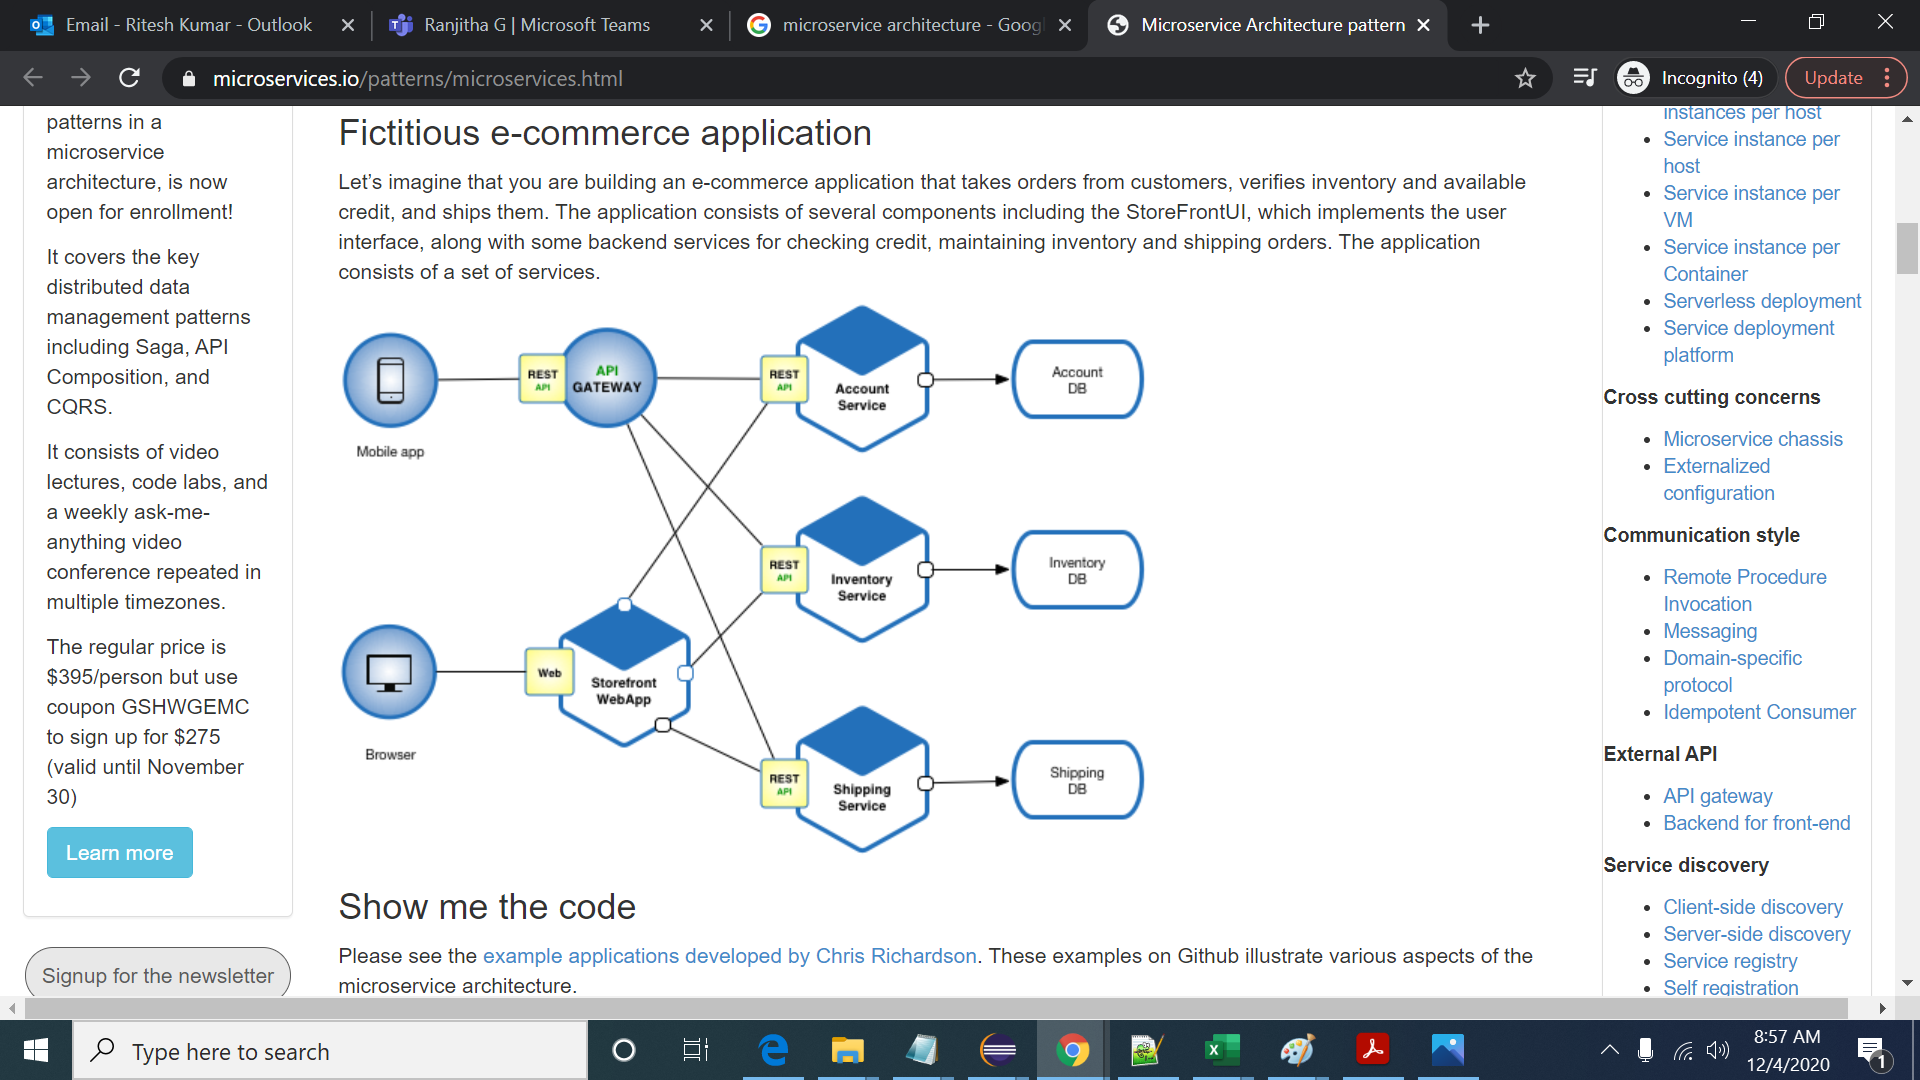 Email - Ritesh Kumar - Outlook
Ranjitha G | Microsoft Teams
microservice architecture - Goog
Microservice Architecture pattern
microservices.io/patterns/microservices.html
Incognito (4)
Update
patterns in a
microservice
architecture, is now
open for enrollment!
It covers the key
distributed data
management patterns
including Saga, API
Composition, and
CQRS.
It consists of video
lectures, code labs, and
a weekly ask-me-
anything video
conference repeated in
multiple timezones.
The regular price is
$395/person but use
coupon GSHWGEMC
to sign up for $275
(valid until November
30)
Learn more
Signup for the newsletter
Fictitious e-commerce application
Let’s imagine that you are building an e-commerce application that takes orders from customers, verifies inventory and available
credit, and ships them. The application consists of several components including the StoreFrontUI, which implements the user
interface, along with some backend services for checking credit, maintaining inventory and shipping orders. The application
consists of a set of services.
Mobile app
REST
API
API
GATEWAY
REST
API
Account
Service
Account
DB
REST
API
Inventory
Service
Inventory
DB
Browser
Web
Storefront
WebApp
REST
API
Shipping
Service
Shipping
DB
Show me the code
Please see the example applications developed by Chris Richardson. These examples on Github illustrate various aspects of the
microservice architecture.
instances per host
Service instance per
host
Service instance per
VM
Service instance per
Container
Serverless deployment
Service deployment
platform
Cross cutting concerns
Microservice chassis
Externalized
configuration
Communication style
Remote Procedure
Invocation
Messaging
Domain-specific
protocol
Idempotent Consumer
External API
API gateway
Backend for front-end
Service discovery
Client-side discovery
Server-side discovery
Service registry
Self registration
Type here to search
8:57 AM
12/4/2020
1